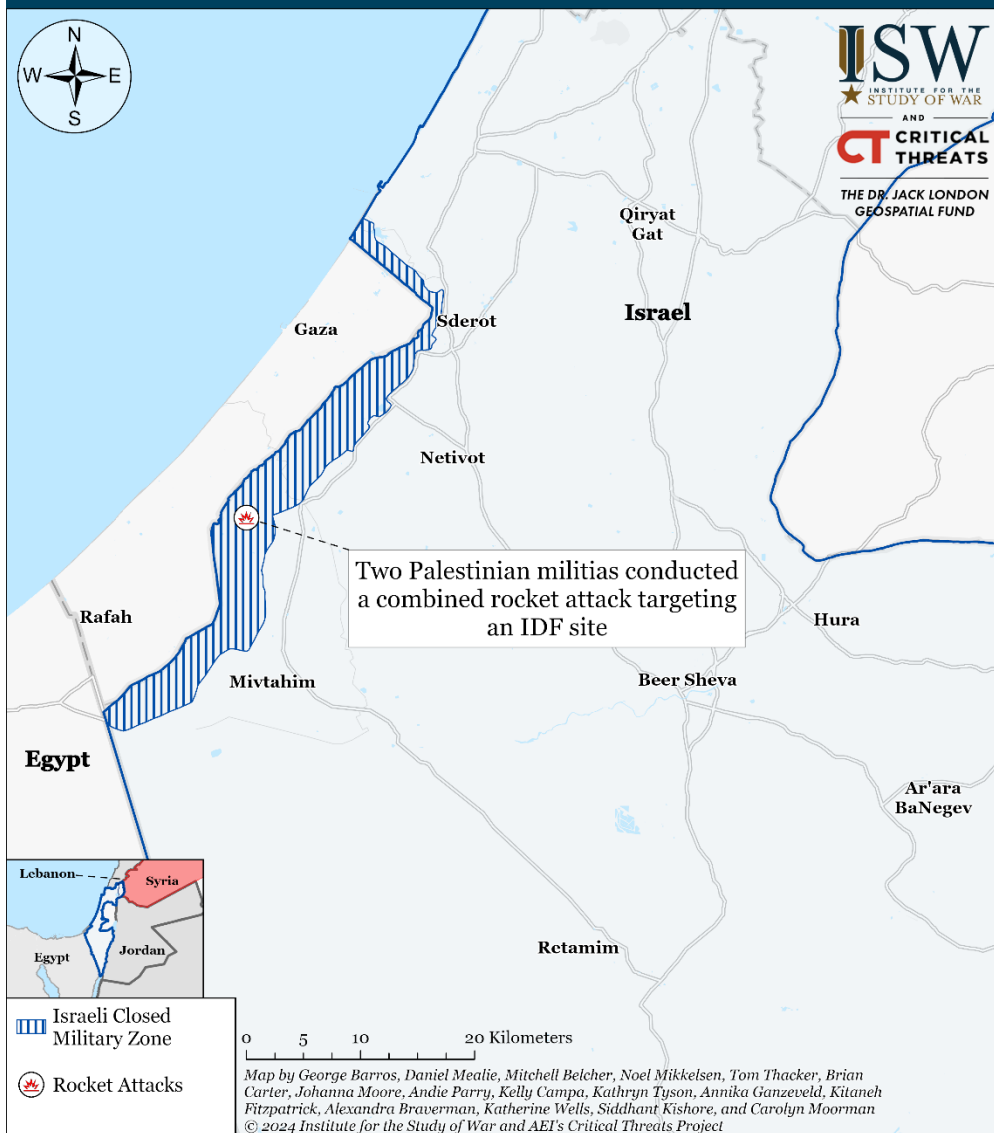 N
W
E
S
ISW
INSTITUTE FOR THE
STUDY OF WAR
AND
CT CRITICAL
THREATS
THE DR. JACK LONDON
GEOSPATIAL FUND
Qiryat
Gat
Israel
Gaza
Sderot
Netivot
Two Palestinian militias conducted
a combined rocket attack targeting
an IDF site
Rafah
Hura
Mivtahim
Beer Sheva
Egypt
Ar'ara
BaNegev
Lebanon
Syria
Egypt
Jordan
Retamim
Israeli Closed
Military Zone
Rocket Attacks
0 5 10 20 Kilometers
Map by George Barros, Daniel Mealie, Mitchell Belcher, Noel Mikkelsen, Tom Thacker, Brian
Carter, Johanna Moore, Andie Parry, Kelly Campa, Kathryn Tyson, Annika Ganzeveld, Kitaneh
Fitzpatrick, Alexandra Braverman, Katherine Wells, Siddhant Kishore, and Carolyn Moorman
© 2024 Institute for the Study of War and AEI's Critical Threats Project